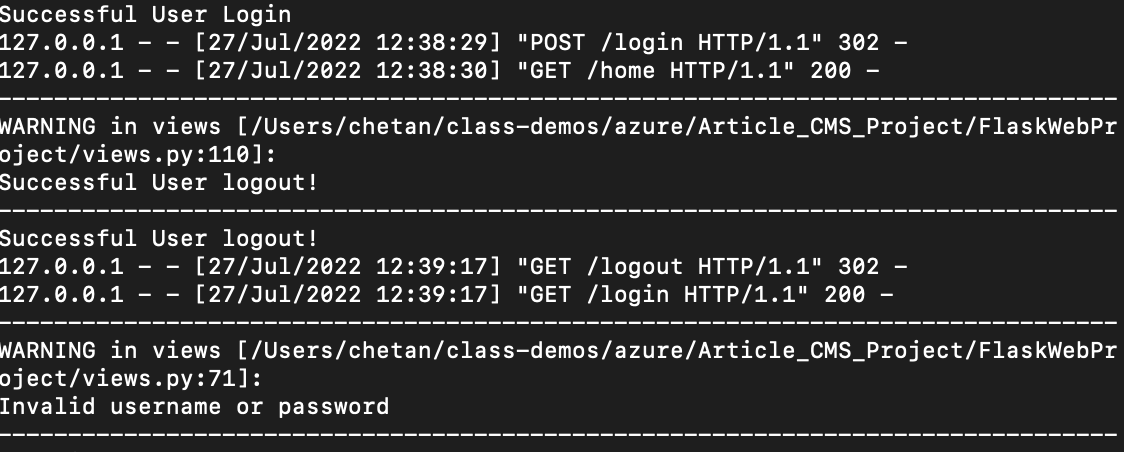 Successful User Login
127.0.0.1 - - [27/Jul/2022 12:38:29] "POST /login HTTP/1.1" 302 -
127.0.0.1 - - [27/Jul/2022 12:38:30] "GET /home HTTP/1.1" 200 -
--------------------------------------------------------------------------------
WARNING in views [/Users/chetan/class-demos/azure/Article_CMS_Project/FlaskWebPr
oject/views.py:110]:
Successful User logout!
--------------------------------------------------------------------------------
Successful User logout!
127.0.0.1 - - [27/Jul/2022 12:39:17] "GET /logout HTTP/1.1" 302 -
127.0.0.1 - - [27/Jul/2022 12:39:17] "GET /login HTTP/1.1" 200 -
--------------------------------------------------------------------------------
WARNING in views [/Users/chetan/class-demos/azure/Article_CMS_Project/FlaskWebPr
oject/views.py:71]:
Invalid username or password
--------------------------------------------------------------------------------